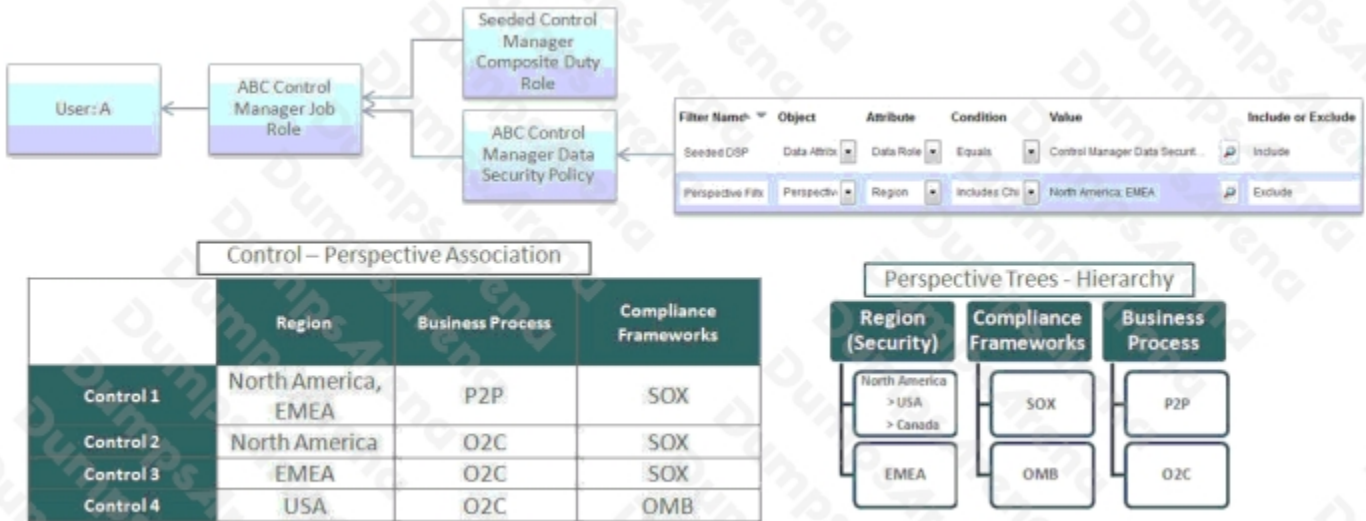 Seeded Control
Manager
Composite Duty
Role
User: A
ABC Control
Manager Job
Role
ABC Control
Manager Data
Security Policy
Filter Name Object Attribute Condition Value Include or Exclude
Seeded DSP Data Attrib Data Role Equals Control Manager Data Securit... Include
Perspective Filt Perspectiv Region Includes Chi North America; EMEA Exclude
Control – Perspective Association
Region Business Process Compliance
Frameworks
Control 1 North America,
EMEA P2P SOX
Control 2 North America O2C SOX
Control 3 EMEA O2C SOX
Control 4 USA O2C OMB
Perspective Trees - Hierarchy
Region
(Security)
Compliance
Frameworks
Business
Process
North America
> USA
> Canada
SOX
P2P
EMEA
OMB
O2C
DumpsArena